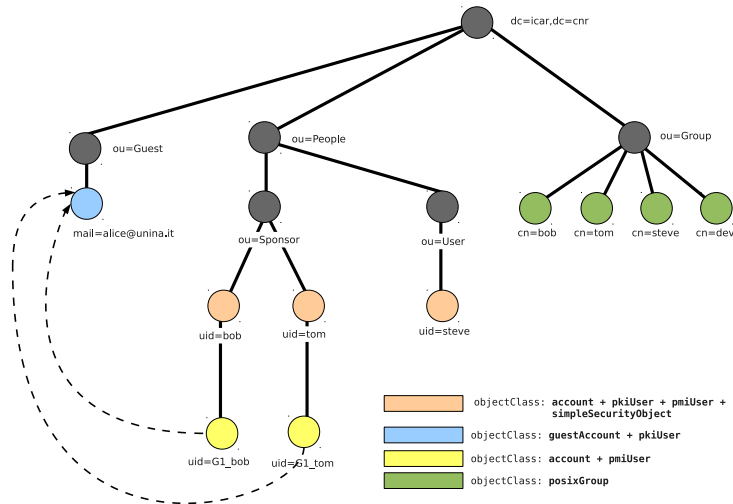 dc=icar,dc=cnr
ou=Guest
ou=People
ou=Group
mail=alice@unina.it
ou=Sponsor
ou=User
cn=bob
cn=tom
cn=steve
cn=dev
uid=bob
uid=tom
uid=steve
uid=G1_bob
uid=G1_tom
objectClass: account + pkiUser + pmiUser +
simpleSecurityObject
objectClass: guestAccount + pkiUser
objectClass: account + pmiUser
objectClass: posixGroup